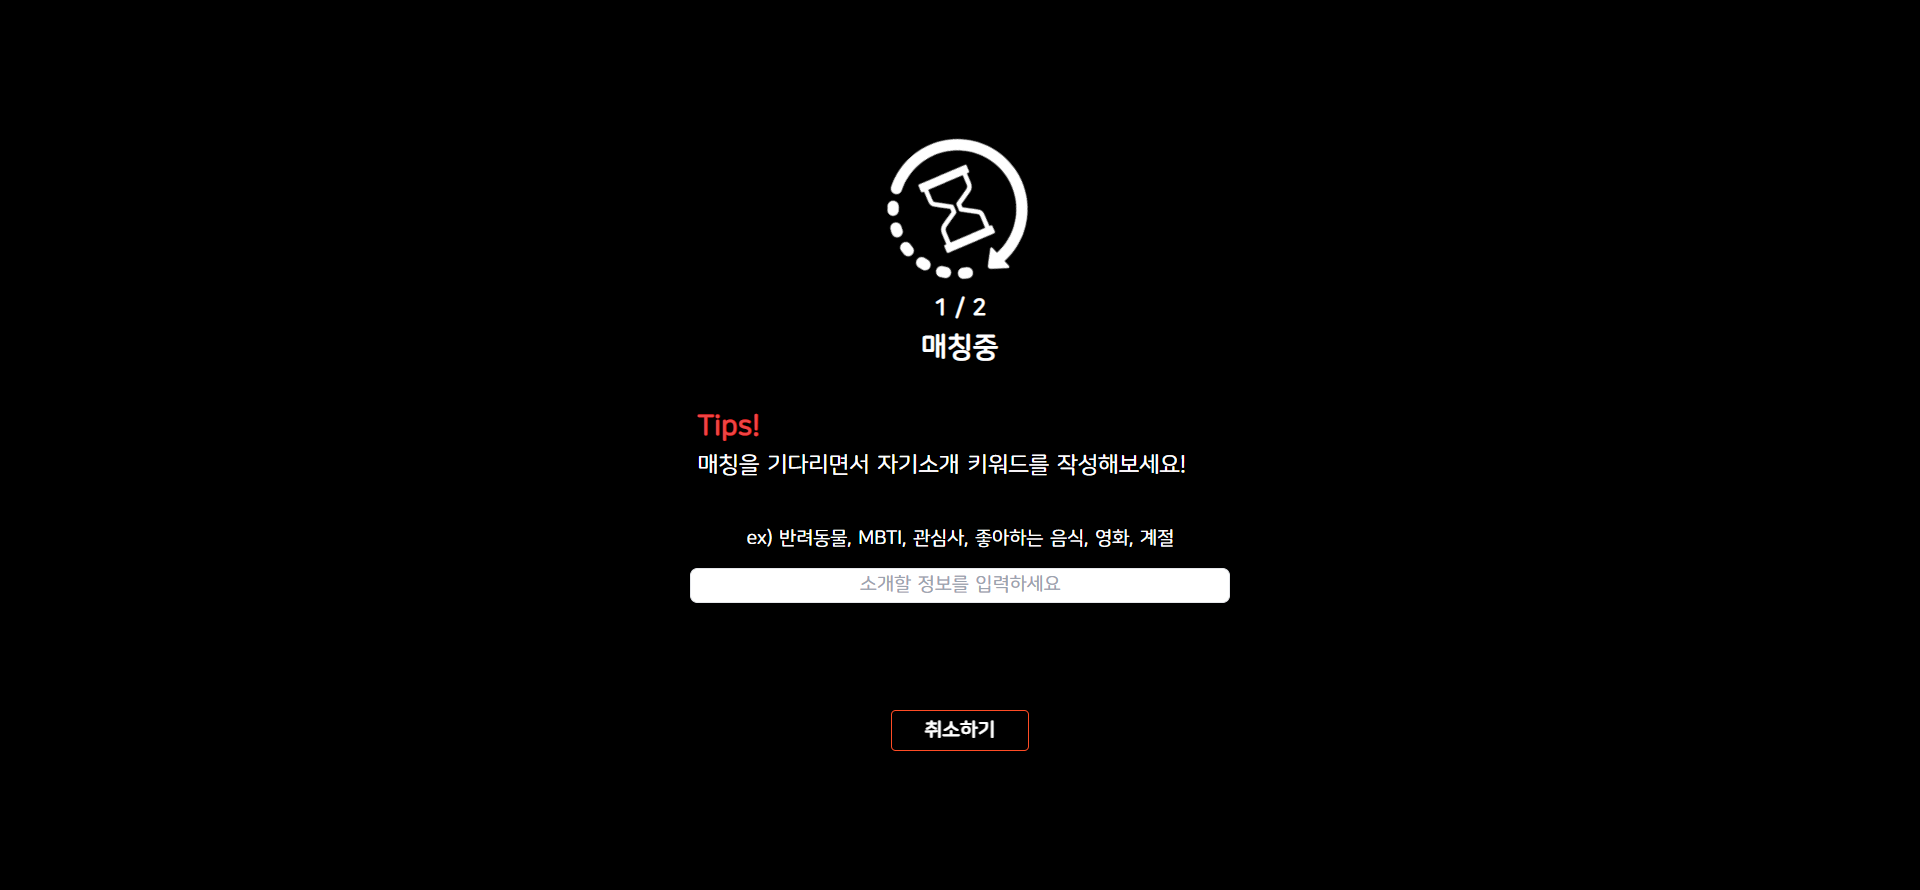 1 / 2
매칭중
Tips!
매칭을 기다리면서 자기소개 키워드를 작성해보세요!
ex) 반려동물, MBTI, 관심사, 좋아하는 음식, 영화, 계절
소개할 정보를 입력하세요
취소하기